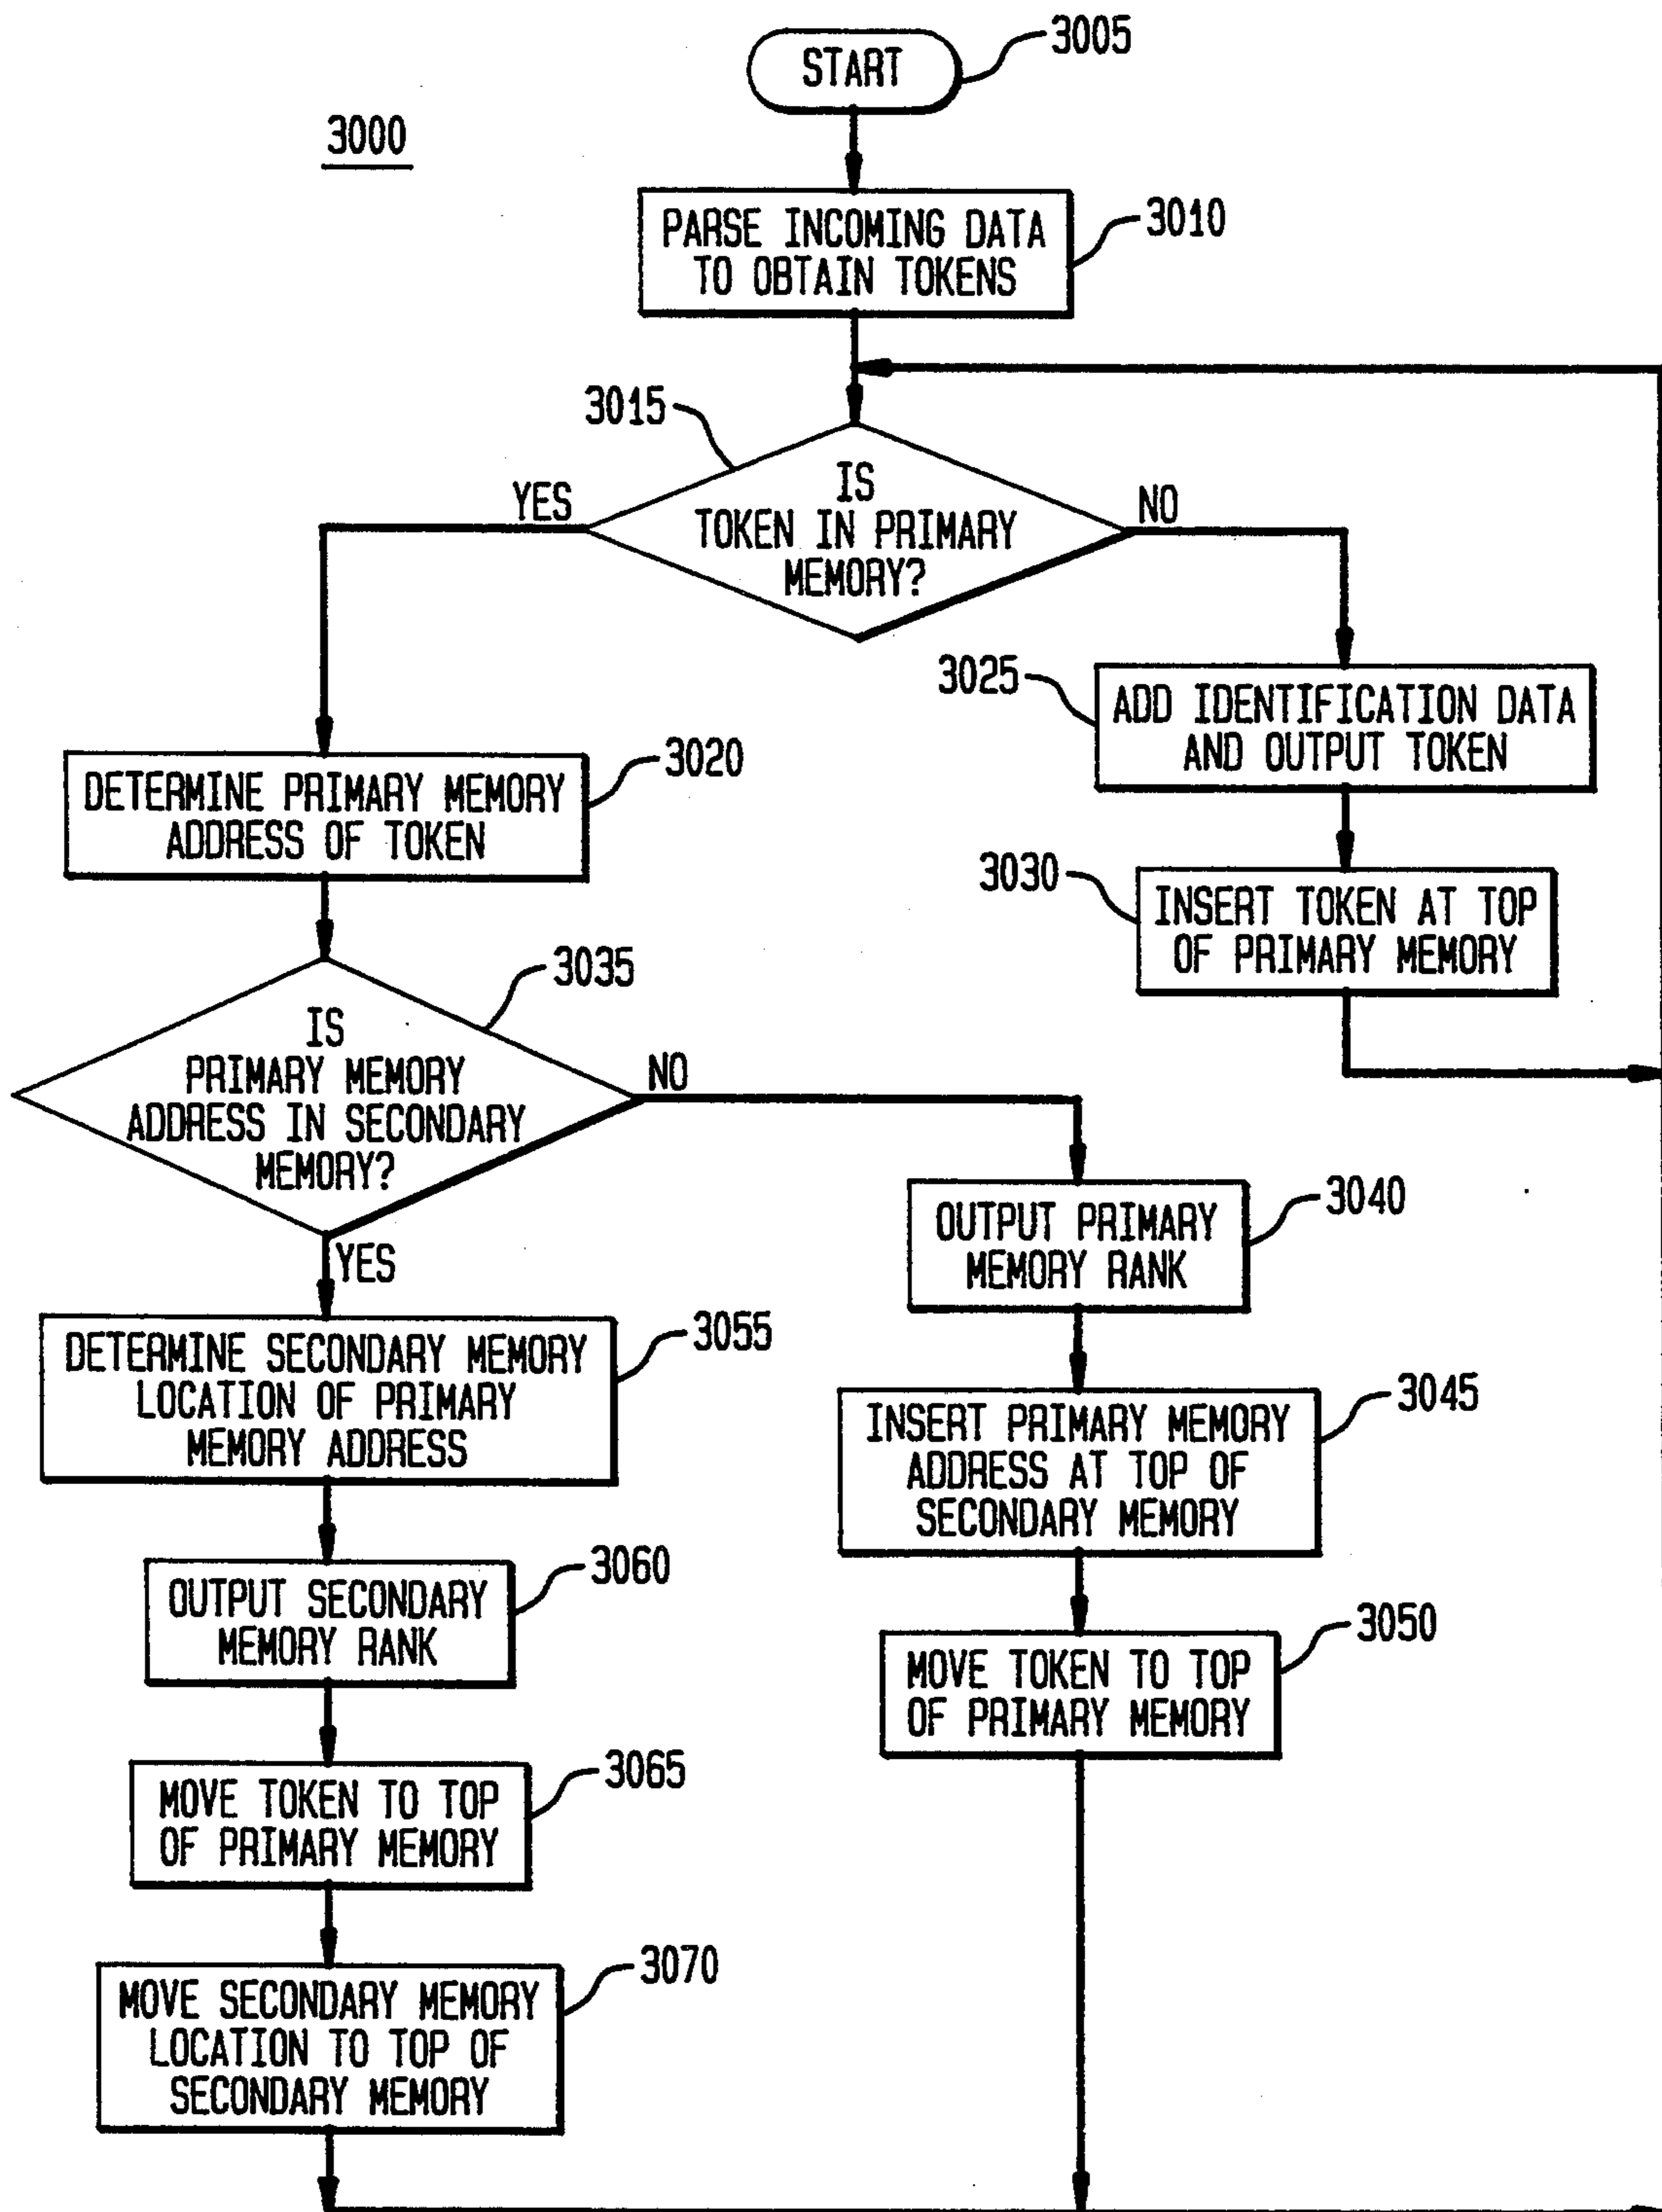 START
3005
3000
PARSE INCOMING DATA
TO OBTAIN TOKENS
3010
3015
IS
TOKEN IN PRIMARY
MEMORY?
YES
NO
3025
ADD IDENTIFICATION DATA
AND OUTPUT TOKEN
3020
DETERMINE PRIMARY MEMORY
ADDRESS OF TOKEN
3030
INSERT TOKEN AT TOP
OF PRIMARY MEMORY
3035
IS
PRIMARY MEMORY
ADDRESS IN SECONDARY
MEMORY?
NO
YES
3040
OUTPUT PRIMARY
MEMORY RANK
3055
DETERMINE SECONDARY MEMORY
LOCATION OF PRIMARY
MEMORY ADDRESS
3045
INSERT PRIMARY MEMORY
ADDRESS AT TOP OF
SECONDARY MEMORY
3060
OUTPUT SECONDARY
MEMORY RANK
3050
MOVE TOKEN TO TOP
OF PRIMARY MEMORY
3065
MOVE TOKEN TO TOP
OF PRIMARY MEMORY
3070
MOVE SECONDARY MEMORY
LOCATION TO TOP OF
SECONDARY MEMORY